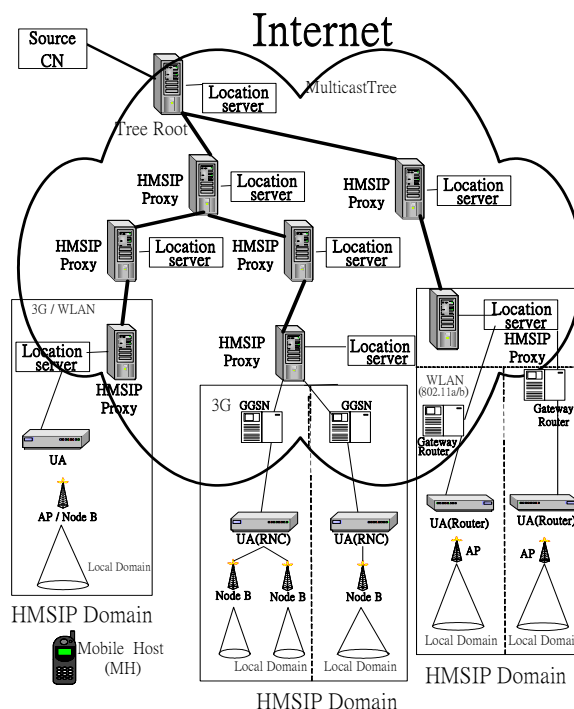 Internet
Source
CN
Location
server
MulticastTree
Tree Root
HMSIP
Proxy
Location
server
HMSIP
Proxy
Location
server
HMSIP
Proxy
Location
server
HMSIP
Proxy
Location
server
3G / WLAN
Location
server
HMSIP
Proxy
HMSIP
Proxy
Location
server
Location
server
HMSIP
Proxy
WLAN
(802.11a/b)
Gateway
Router
Gateway
Router
3G
GGSN
GGSN
UA
AP / Node B
Local Domain
HMSIP Domain
UA(RNC)
UA(RNC)
Node B
Node B
Node B
Local Domain
Local Domain
HMSIP Domain
UA(Router)
UA(Router)
AP
AP
Local Domain
Local Domain
HMSIP Domain
Mobile Host
(MH)